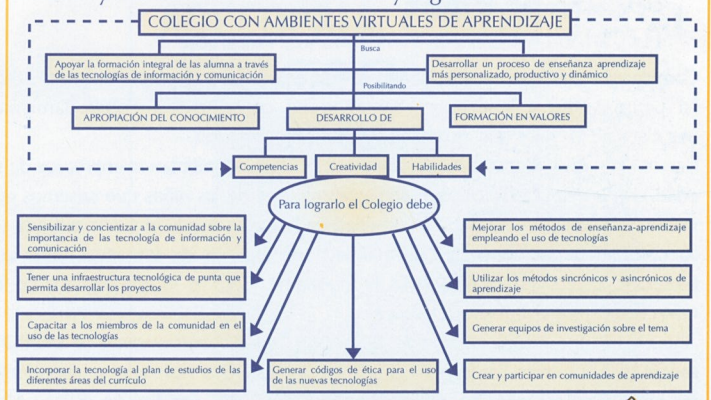 COLEGIO CON AMBIENTES VIRTUALES DE APRENDIZAJE
Busca
Apoyar la formación integral de las alumna a través
de las tecnologías de información y comunicación
Desarrollar un proceso de enseñanza aprendizaje
más personalizado, productivo y dinámico
Posibilitando
APROPIACIÓN DEL CONOCIMIENTO
DESARROLLO DE
FORMACIÓN EN VALORES
Competencias
Creatividad
Habilidades
Para lograrlo el Colegio debe
Sensibilizar y concientizar a la comunidad sobre la
importancia de las tecnología de información y
comunicación
Tener una infraestructura tecnológica de punta que
permita desarrollar los proyectos
Capacitar a los miembros de la comunidad en el
uso de las tecnologías
Incorporar la tecnología al plan de estudios de las
diferentes áreas del currículo
Generar códigos de ética para el uso
de las nuevas tecnologías
Mejorar los métodos de enseñanza-aprendizaje
empleando el uso de tecnologías
Utilizar los métodos sincrónicos y asincrónicos de
aprendizaje
Generar equipos de investigación sobre el tema
Crear y participar en comunidades de aprendizaje